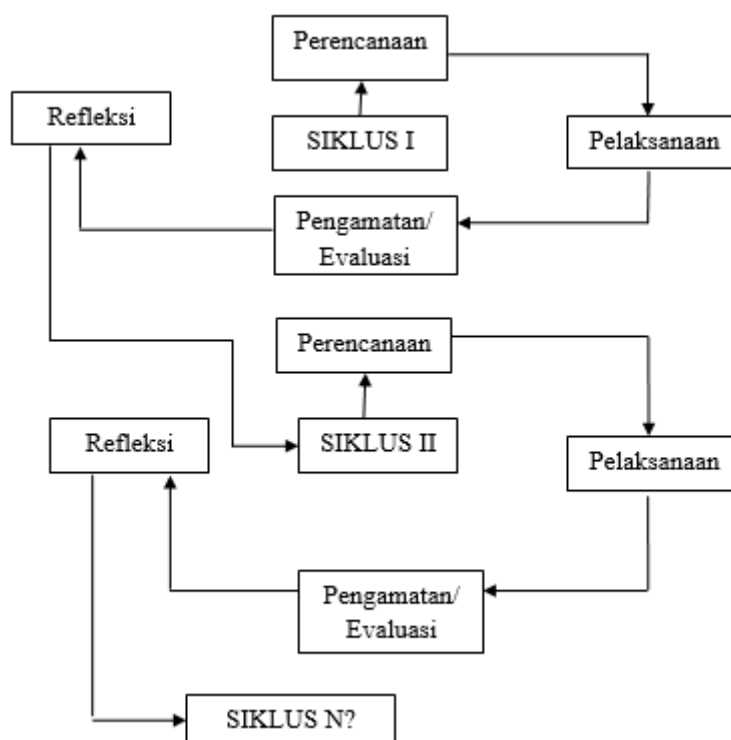 Perencanaan
Refleksi
SIKLUS I
Pelaksanaan
Pengamatan/
Evaluasi
Perencanaan
Refleksi
SIKLUS II
Pelaksanaan
Pengamatan/
Evaluasi
SIKLUS N?